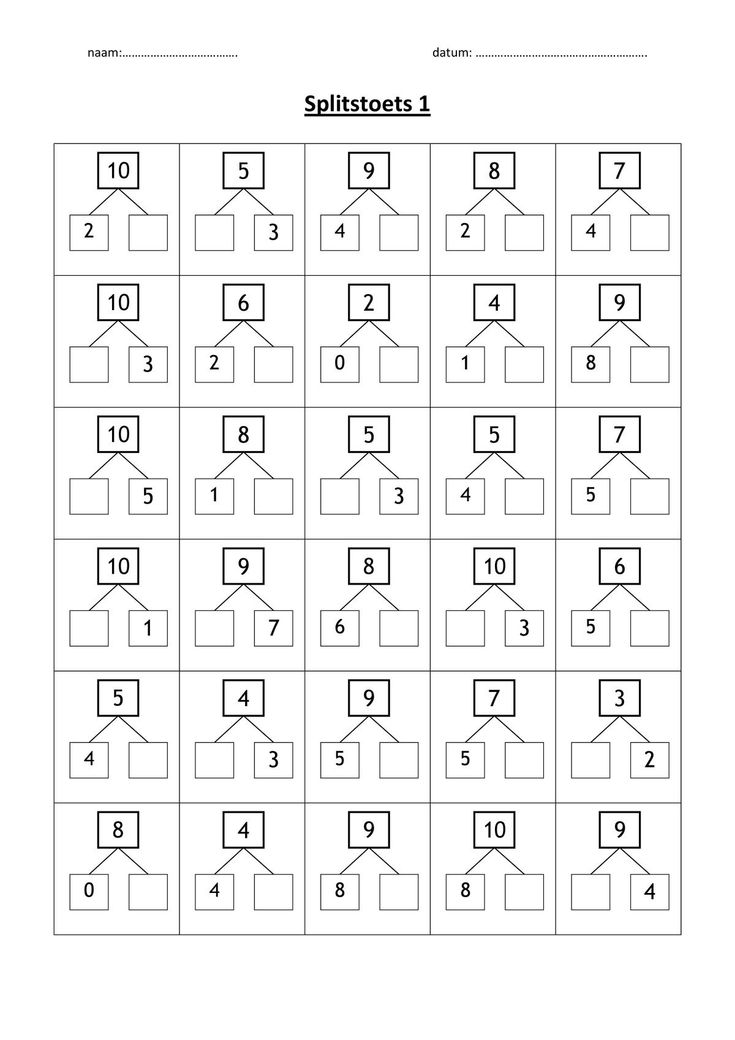 naam:………………………………. datum: ……………………………………………….
Splitstoets 1
10 5 9 8 7
2 3 4 2 4
10 6 2 4 9
3 2 0 1 8
10 8 5 5 7
5 1 3 4 5
10 9 8 10 6
1 7 6 3 5
5 4 9 7 3
4 3 5 5 2
8 4 9 10 9
0 4 8 8 4